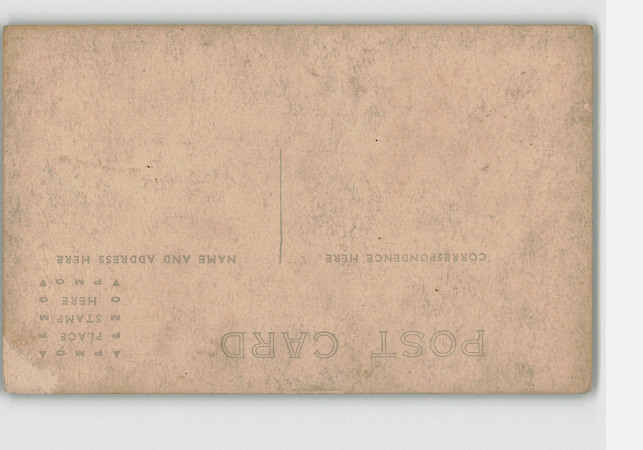 POST CARD
P M O
P PLACE P
M STAMP M
O HERE O
P M O
CORRESPONDENCE HERE
NAME AND ADDRESS HERE